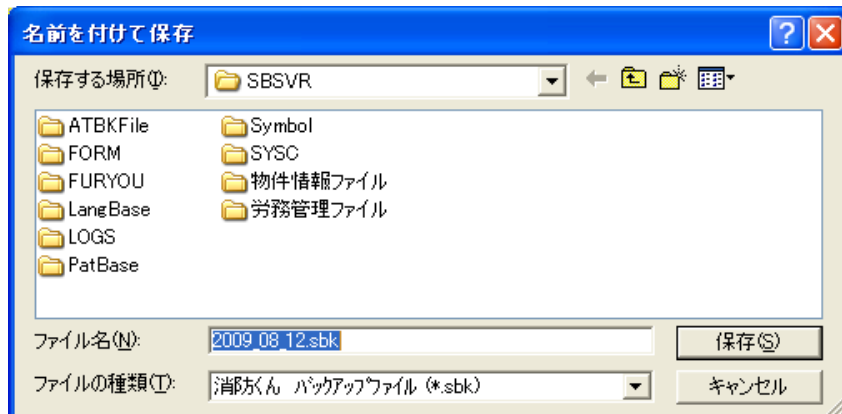 名前を付けて保存
保存する場所(I):
SBSVR
ATBKFile
FORM
FURYOU
LangBase
LOGS
PatBase
Symbol
SYSC
物件情報ファイル
労務管理ファイル
ファイル名(N):
2009_08_12.sbk
保存(S)
ファイルの種類(T):
消防くん バックアップファイル (*.sbk)
キャンセル